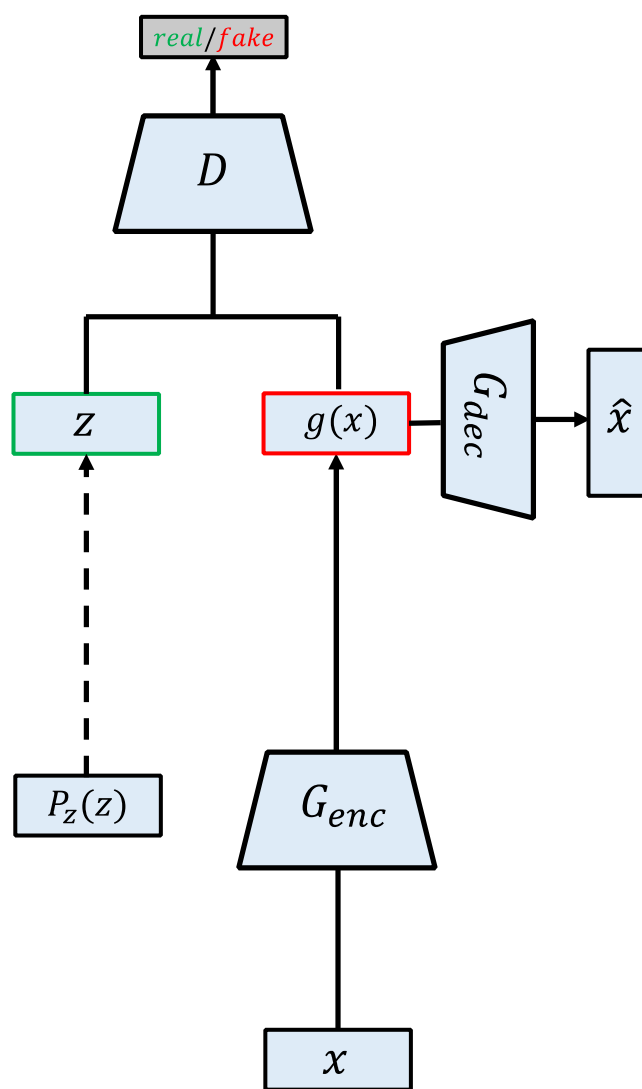 real/fake
D
z
g(x)
G_dec
x̂
P_z(z)
G_enc
x